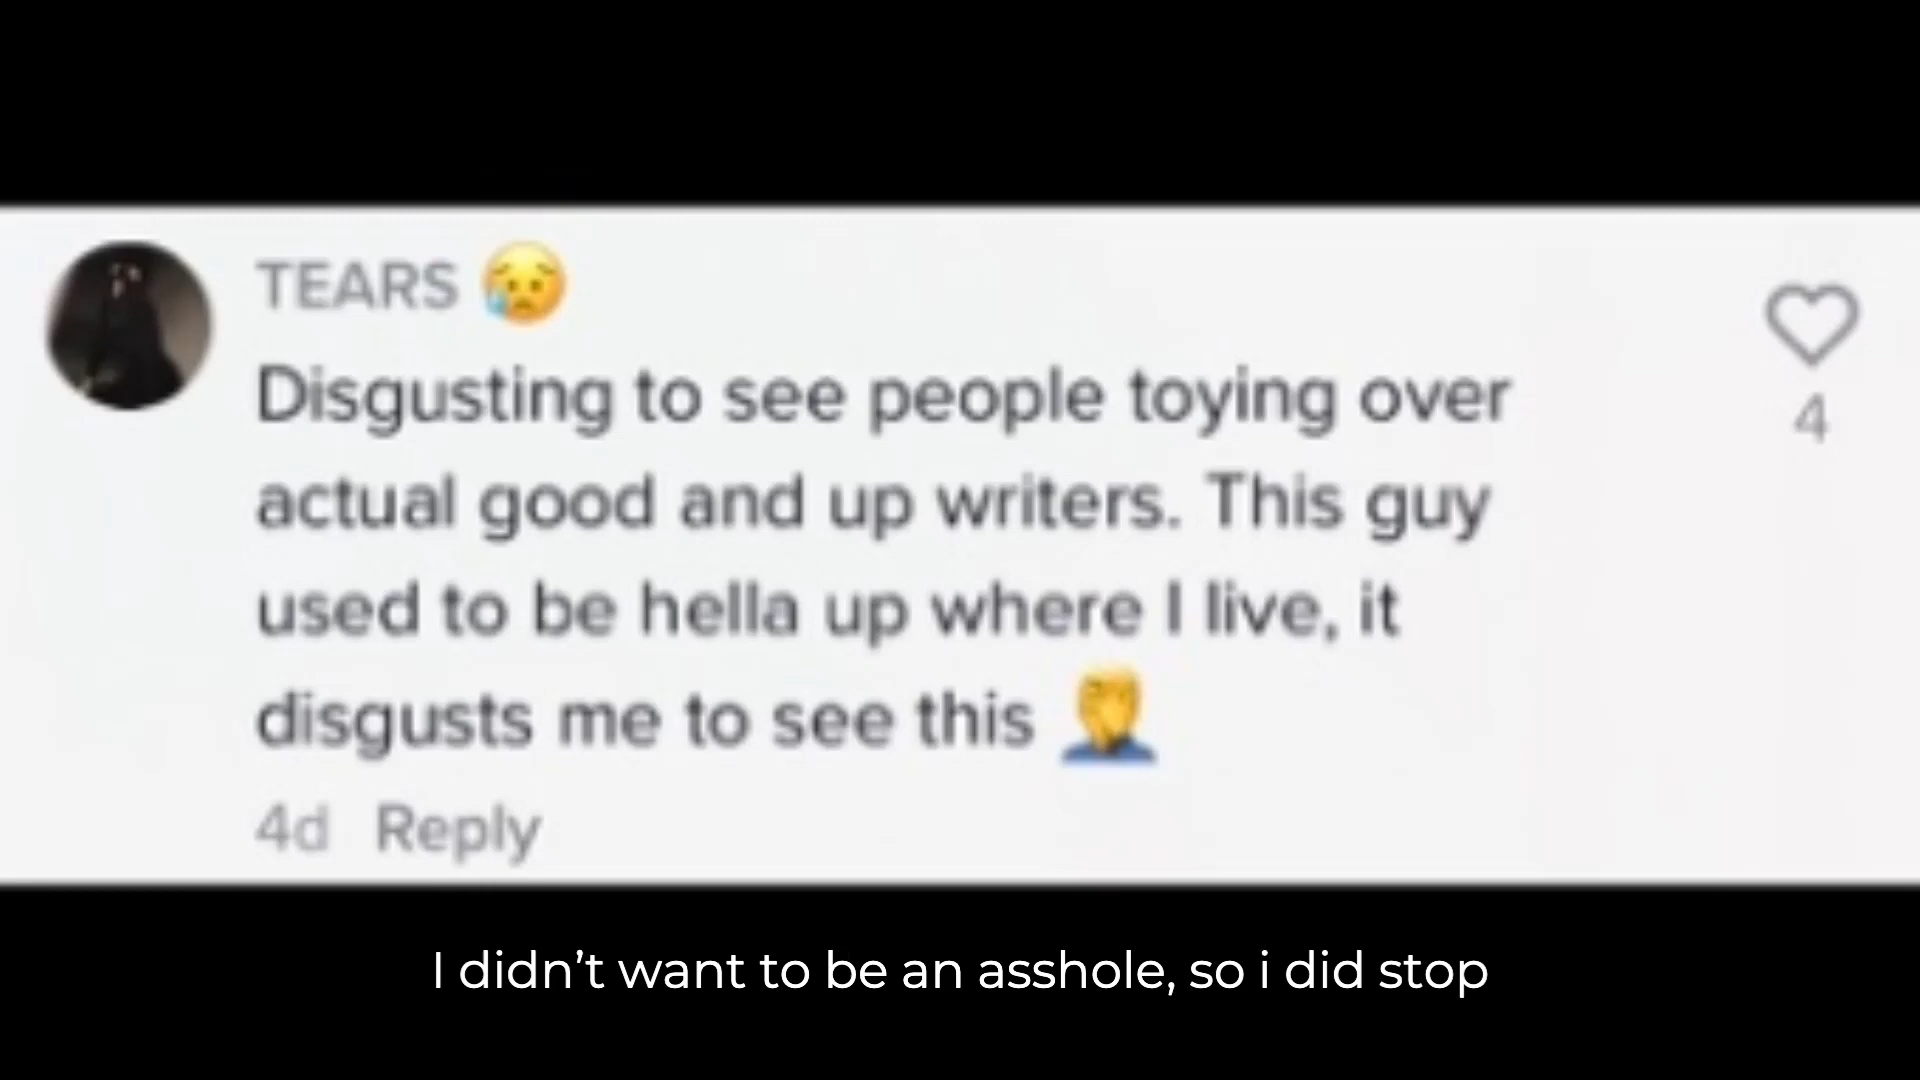 TEARS 😥
Disgusting to see people toying over
actual good and up writers. This guy
used to be hella up where I live, it
disgusts me to see this 🤦
4
4d Reply
I didn’t want to be an asshole, so i did stop